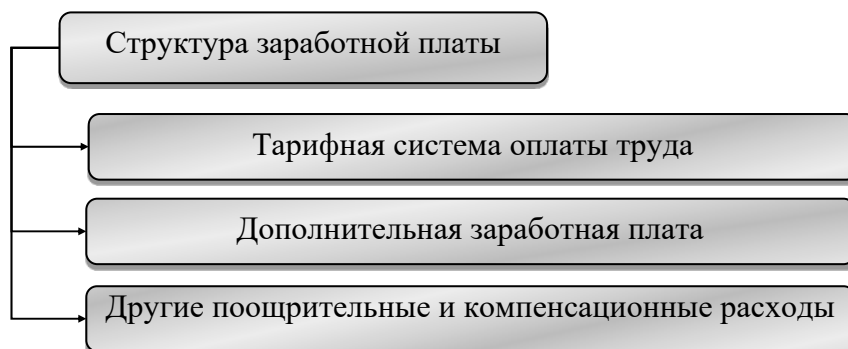 Структура заработной платы
Тарифная система оплаты труда
Дополнительная заработная плата
Другие поощрительные и компенсационные расходы